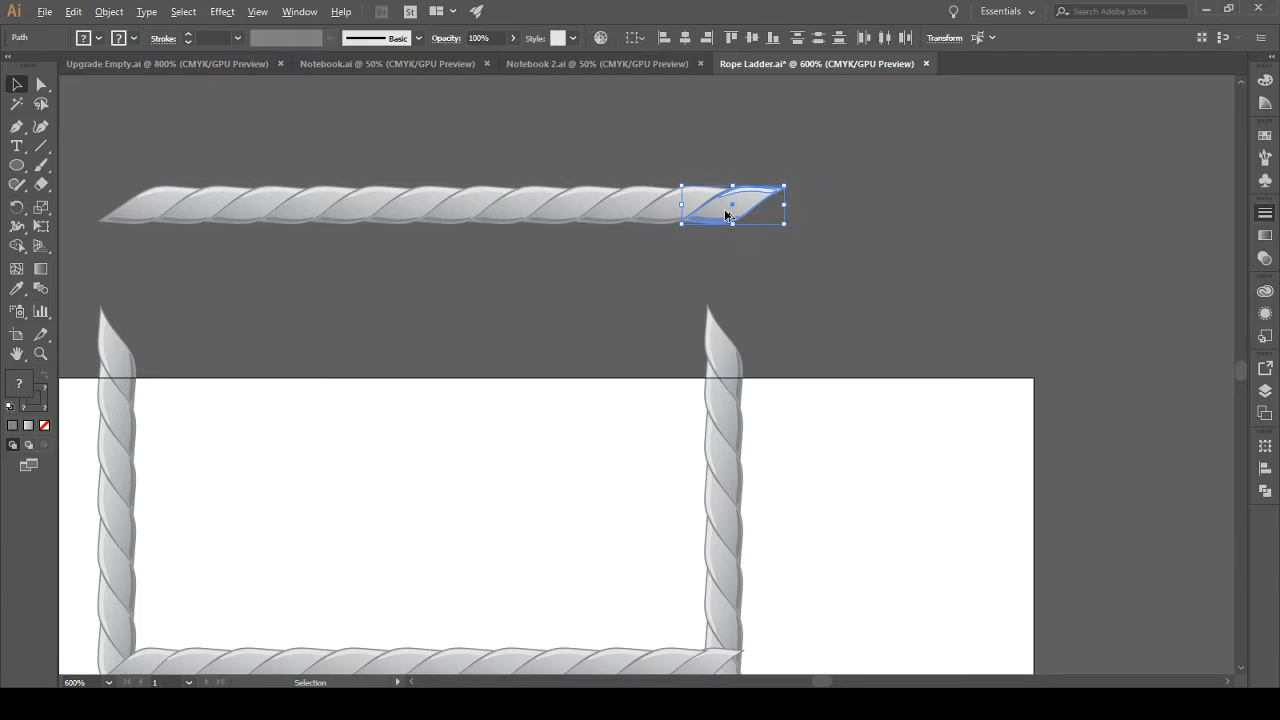 Ai File Edit Object Type Select Effect View Window Help Br St Essentials Search Adobe Stock
Path ? ? Stroke: Basic Opacity: 100% Style: Transform
Upgrade Empty.ai @ 800% (CMYK/GPU Preview) × Notebook.ai @ 50% (CMYK/GPU Preview) × Notebook 2.ai @ 50% (CMYK/GPU Preview) × Rope Ladder.ai* @ 600% (CMYK/GPU Preview) ×
T
?
?
? ?
600% 1 Selection